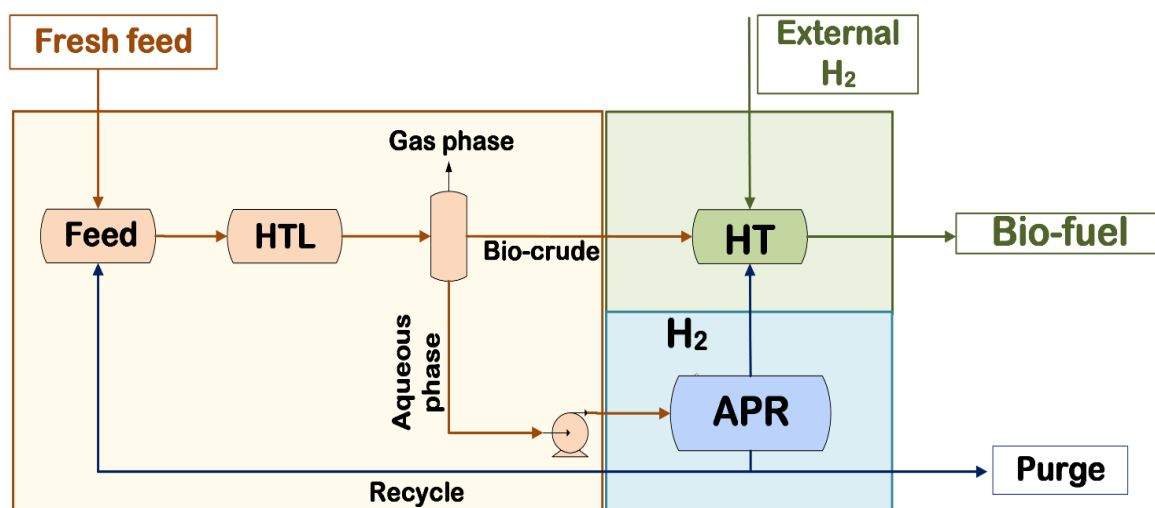 Fresh feed
External
H₂
Gas phase
Feed
HTL
Bio-crude
HT
Bio-fuel
Aqueous
phase
H₂
APR
Recycle
Purge